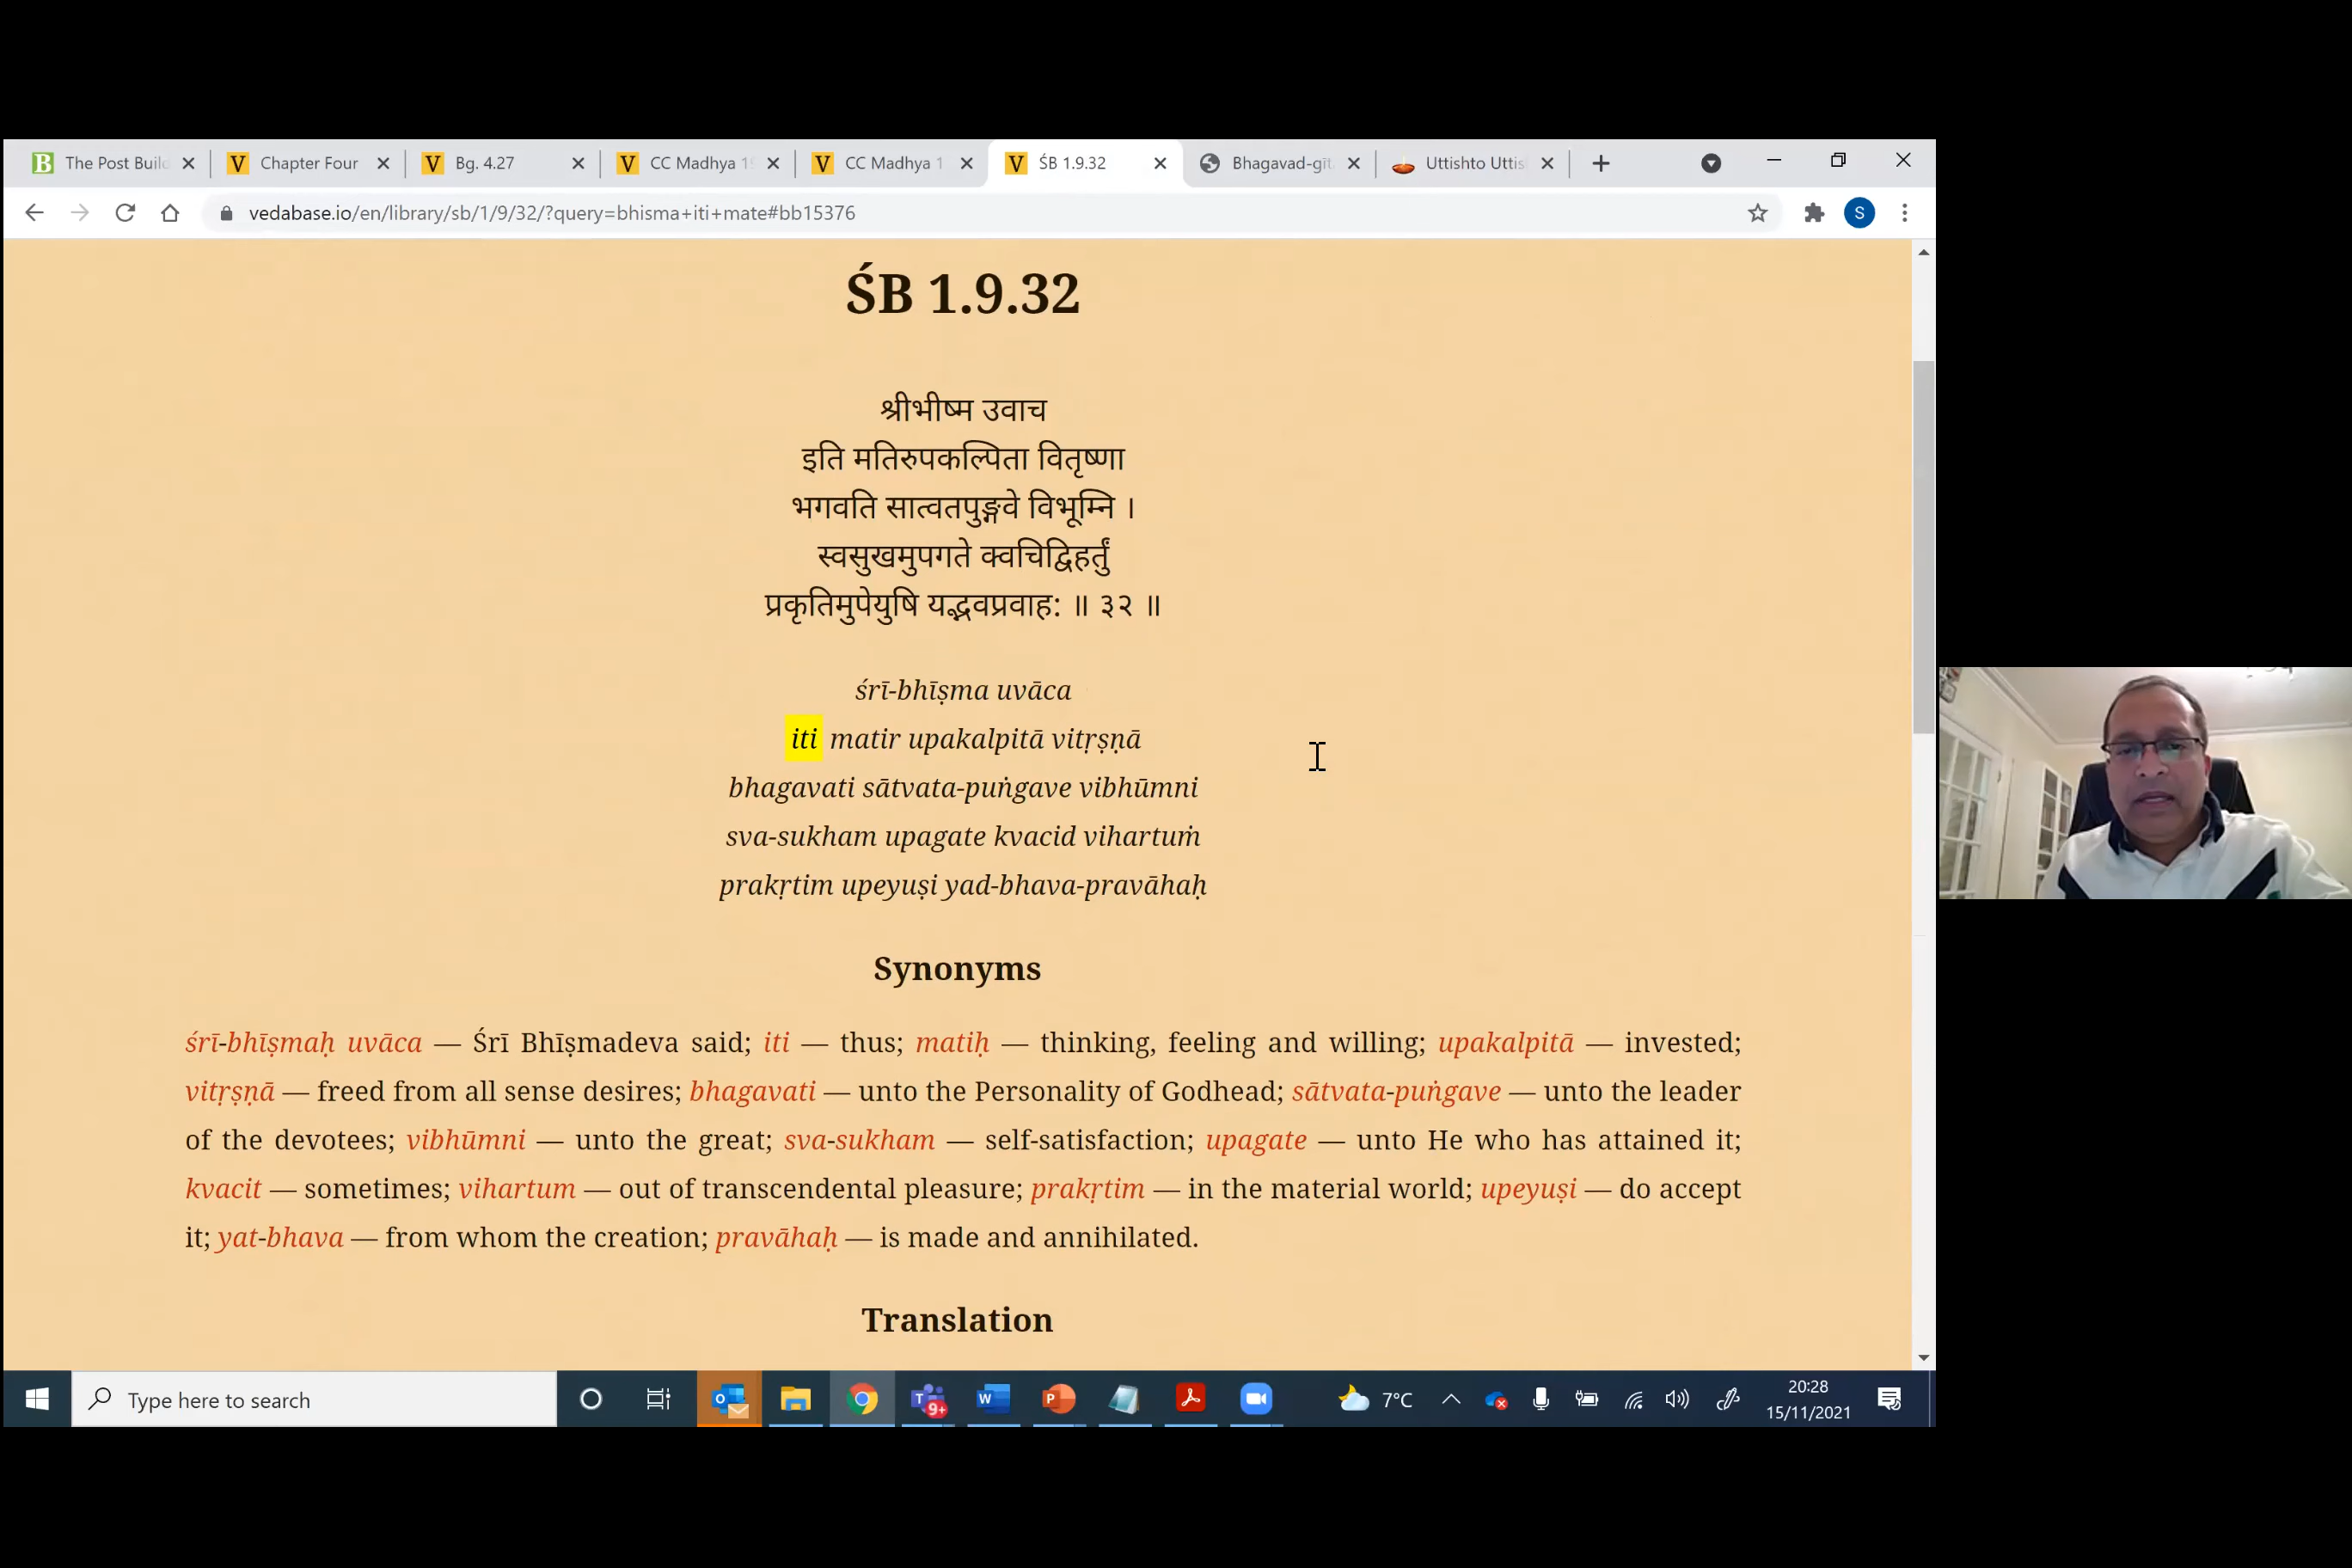 The Post Build
Chapter Four
Bg. 4.27
CC Madhya 1
CC Madhya 1
ŚB 1.9.32
Bhagavad-gīt
Uttishto Uttis
vedabase.io/en/library/sb/1/9/32/?query=bhisma+iti+mate#bb15376
S
ŚB 1.9.32
श्रीभीष्म उवाच
इति मतिरुपकल्पिता वितृष्णा
भगवति सात्वतपुङ्गवे विभूम्नि ।
स्वसुखमुपगते क्वचिद्विहर्तुं
प्रकृतिमुपेयुषि यद्भवप्रवाह: ॥ ३२ ॥
śrī-bhīṣma uvāca
iti matir upakalpitā vitṛṣṇā
bhagavati sātvata-puṅgave vibhūmni
sva-sukham upagate kvacid vihartuṁ
prakṛtim upeyuṣi yad-bhava-pravāhaḥ
Synonyms
śrī-bhīṣmaḥ uvāca — Śrī Bhīṣmadeva said; iti — thus; matiḥ — thinking, feeling and willing; upakalpitā — invested;
vitṛṣṇā — freed from all sense desires; bhagavati — unto the Personality of Godhead; sātvata-puṅgave — unto the leader
of the devotees; vibhūmni — unto the great; sva-sukham — self-satisfaction; upagate — unto He who has attained it;
kvacit — sometimes; vihartum — out of transcendental pleasure; prakṛtim — in the material world; upeyuṣi — do accept
it; yat-bhava — from whom the creation; pravāhaḥ — is made and annihilated.
Translation
Type here to search
9+
7°C
20:28
15/11/2021